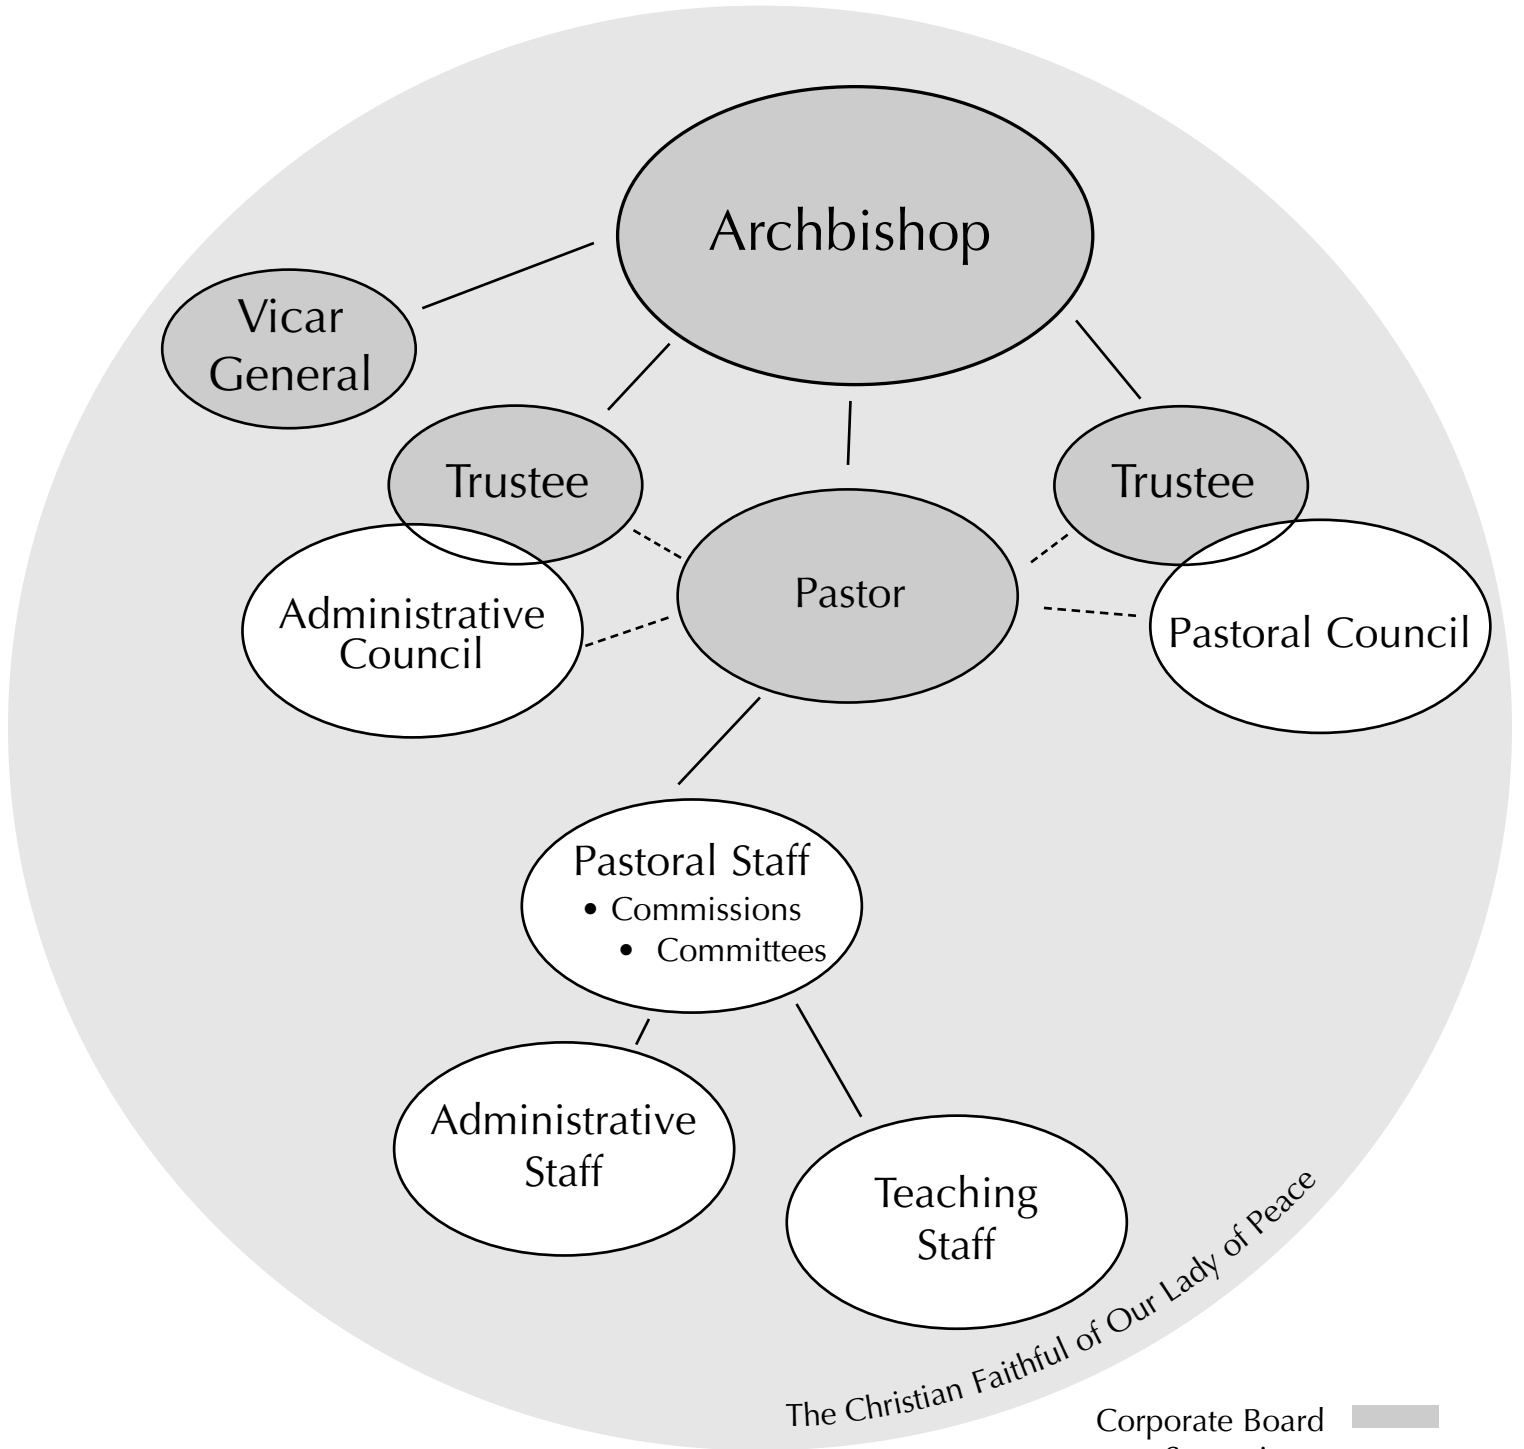 Archbishop
Vicar
General
Trustee
Trustee
Pastor
Administrative
Council
Pastoral Council
Pastoral Staff
• Commissions
• Committees
Administrative
Staff
Teaching
Staff
The Christian Faithful of Our Lady of Peace
Corporate Board